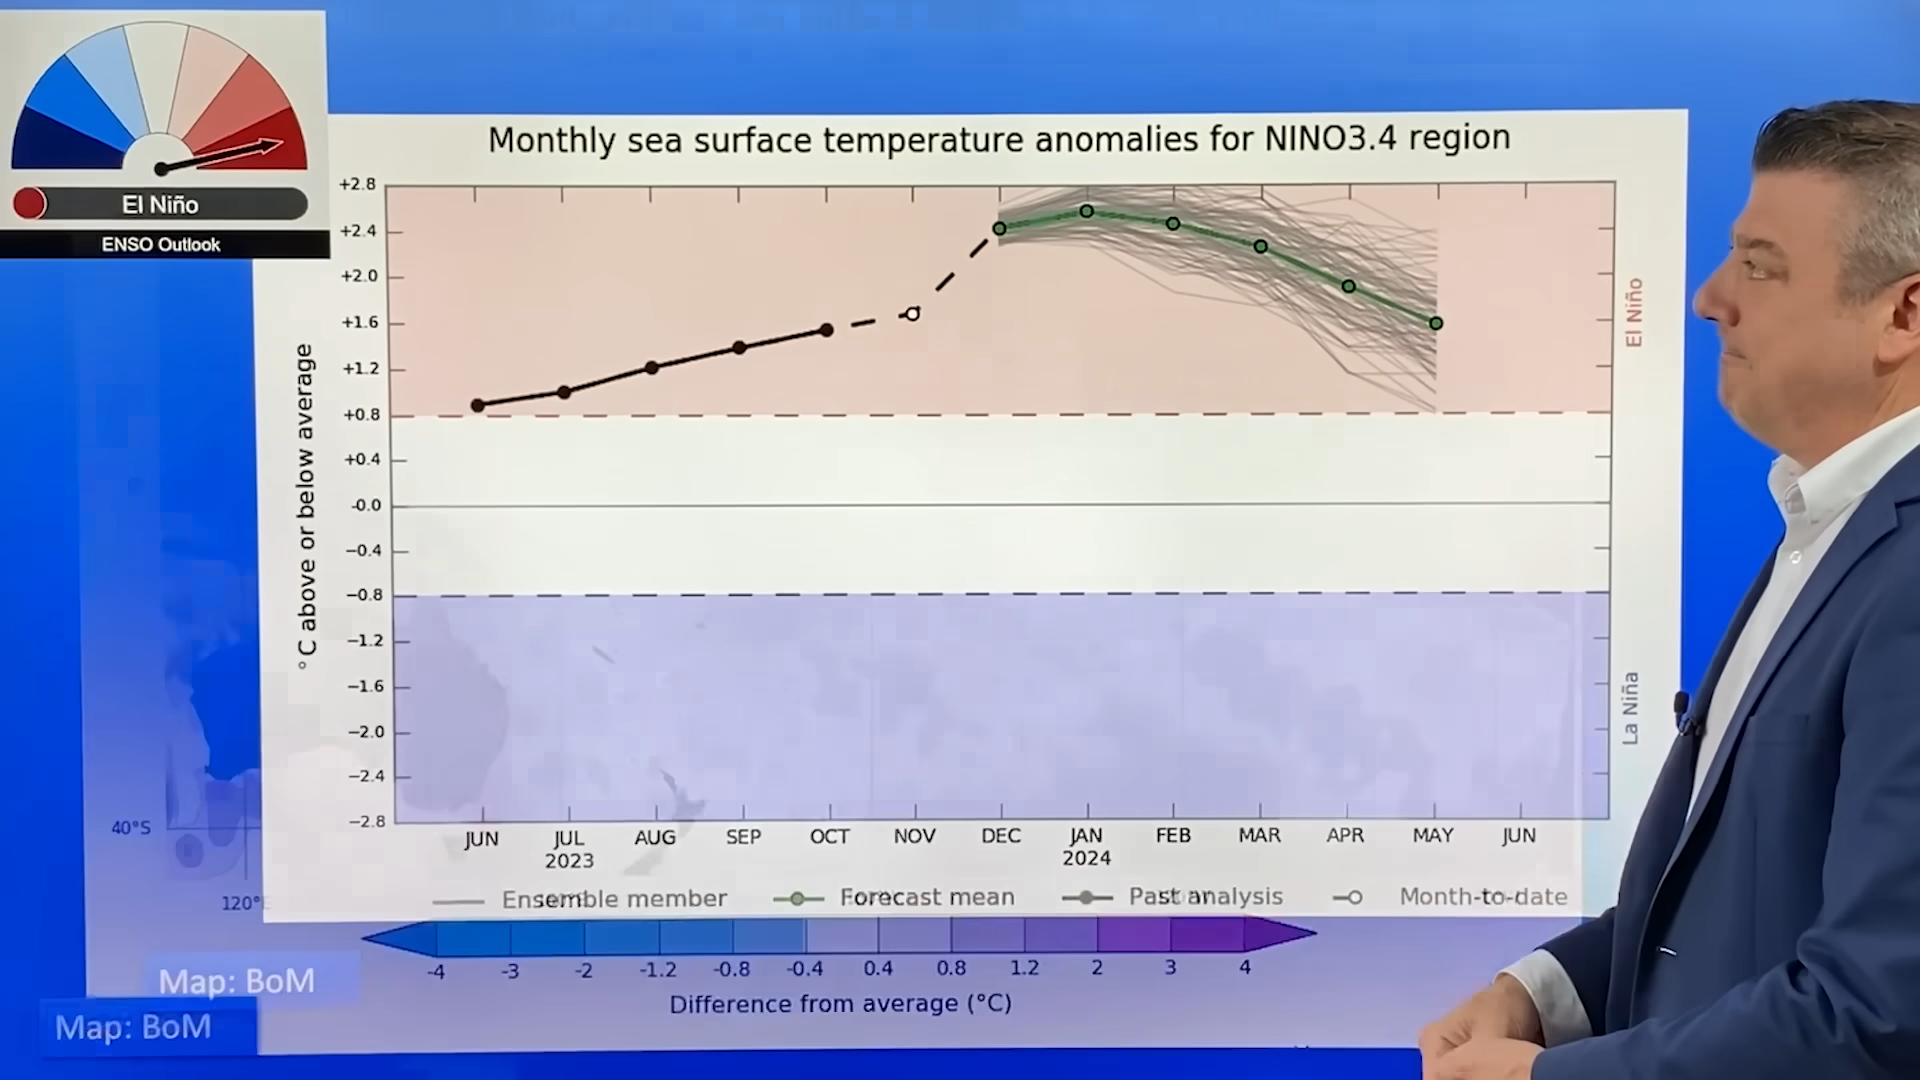 El Niño
ENSO Outlook
Monthly sea surface temperature anomalies for NINO3.4 region
°C above or below average
+2.8
+2.4
+2.0
+1.6
+1.2
+0.8
+0.4
-0.0
−0.4
−0.8
−1.2
−1.6
−2.0
−2.4
−2.8
El Niño
La Niña
JUN JUL AUG SEP OCT NOV DEC JAN FEB MAR APR MAY JUN
2023 2024
Ensemble member Forecast mean Past analysis Month-to-date
40°S
120°E
-4 -3 -2 -1.2 -0.8 -0.4 0.4 0.8 1.2 2 3 4
Difference from average (°C)
Map: BoM
Map: BoM